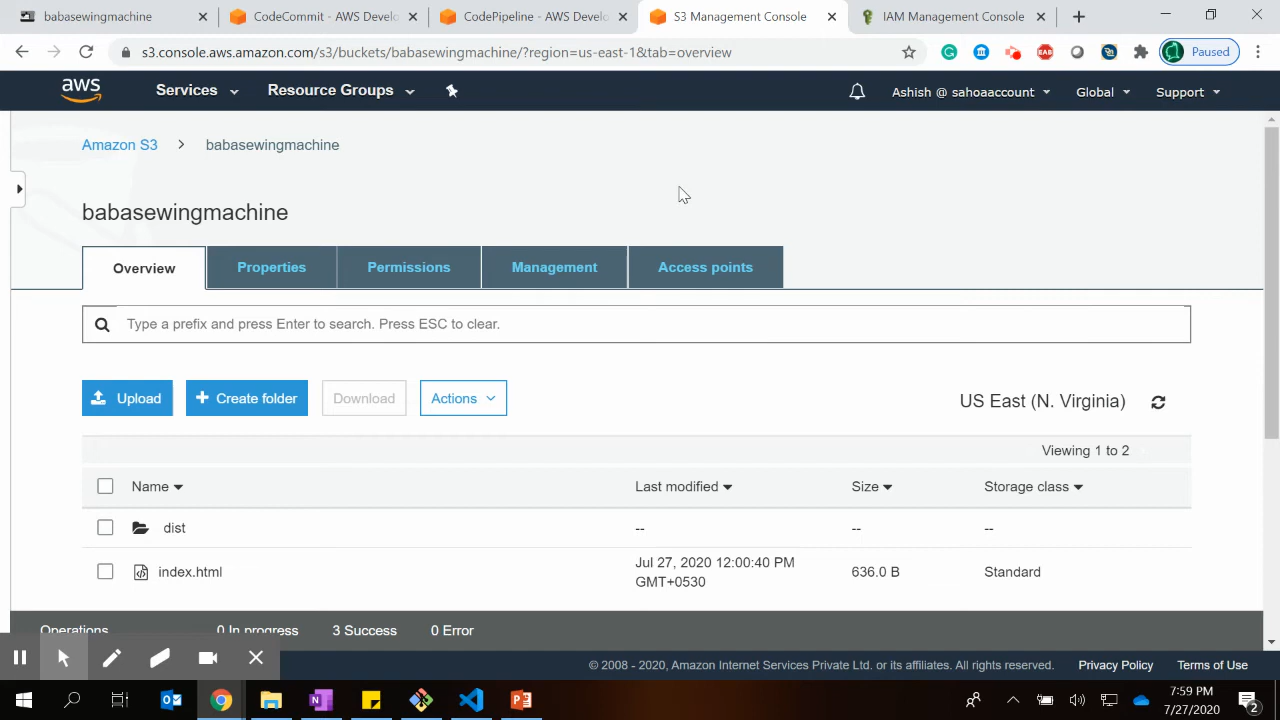 babasewingmachine
CodeCommit - AWS Develo
CodePipeline - AWS Develo
S3 Management Console
IAM Management Console
s3.console.aws.amazon.com/s3/buckets/babasewingmachine/?region=us-east-1&tab=overview
Paused
aws Services Resource Groups Ashish @ sahoaaccount Global Support
Amazon S3 > babasewingmachine
babasewingmachine
Overview Properties Permissions Management Access points
Type a prefix and press Enter to search. Press ESC to clear.
Upload + Create folder Download Actions US East (N. Virginia)
Viewing 1 to 2
Name Last modified Size Storage class
dist -- -- --
index.html Jul 27, 2020 12:00:40 PM GMT+0530 636.0 B Standard
Operations 0 In progress 3 Success 0 Error
© 2008 - 2020, Amazon Internet Services Private Ltd. or its affiliates. All rights reserved. Privacy Policy Terms of Use
7:59 PM
7/27/2020
2